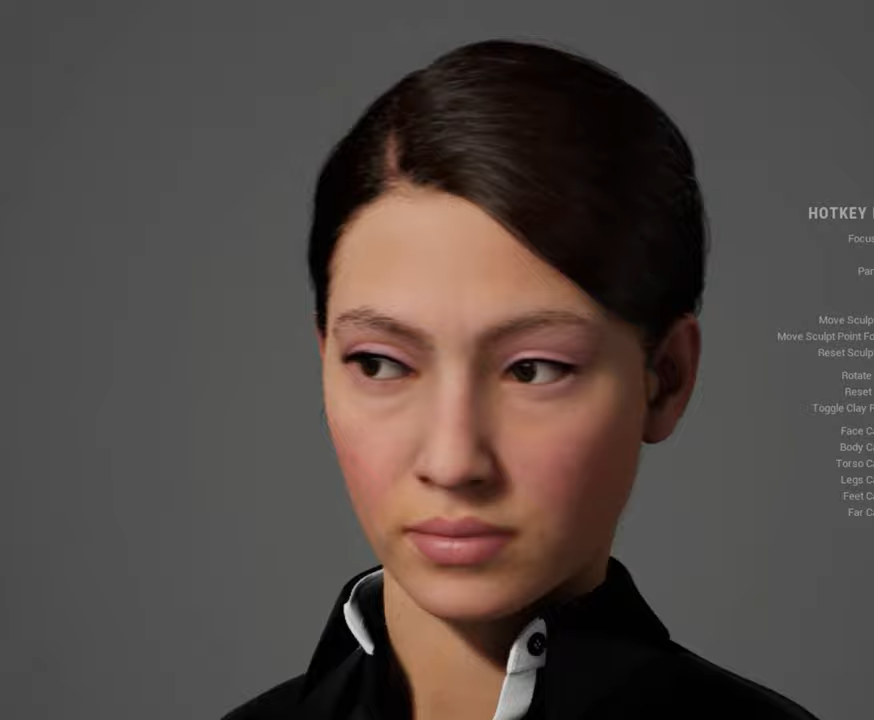 HOTKEY
Focus
Par
Move Sculp
Move Sculpt Point Fo
Reset Sculp
Rotate
Reset
Toggle Clay
Face Ca
Body Ca
Torso Ca
Legs Ca
Feet Ca
Far Ca